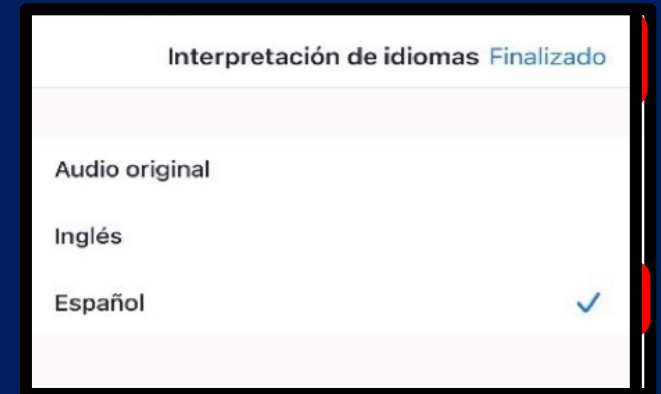 Interpretación de idiomas Finalizado
Audio original
Inglés
Español